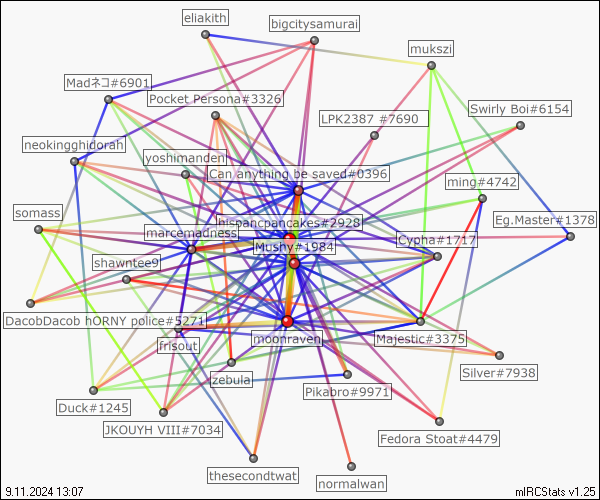 eliakith
bigcitysamurai
mukszi
Madネコ#6901
Pocket Persona#3326
LPK2387 #7690
Swirly Boi#6154
neokingghidorah
yoshimanden
Can anything be saved#0396
ming#4742
somass
hispancpancakes#2928
Eg.Master#1378
marcemadness
Mushy#1984
Cypha#1717
shawntee9
DacobDacob hORNY police#5271
frisout
moonraven
Majestic#3375
zebula
Silver#7938
Pikabro#9971
Duck#1245
JKOUYH VIII#7034
Fedora Stoat#4479
thesecondtwat
normalwan
9.11.2024 13:07
mIRCStats v1.25